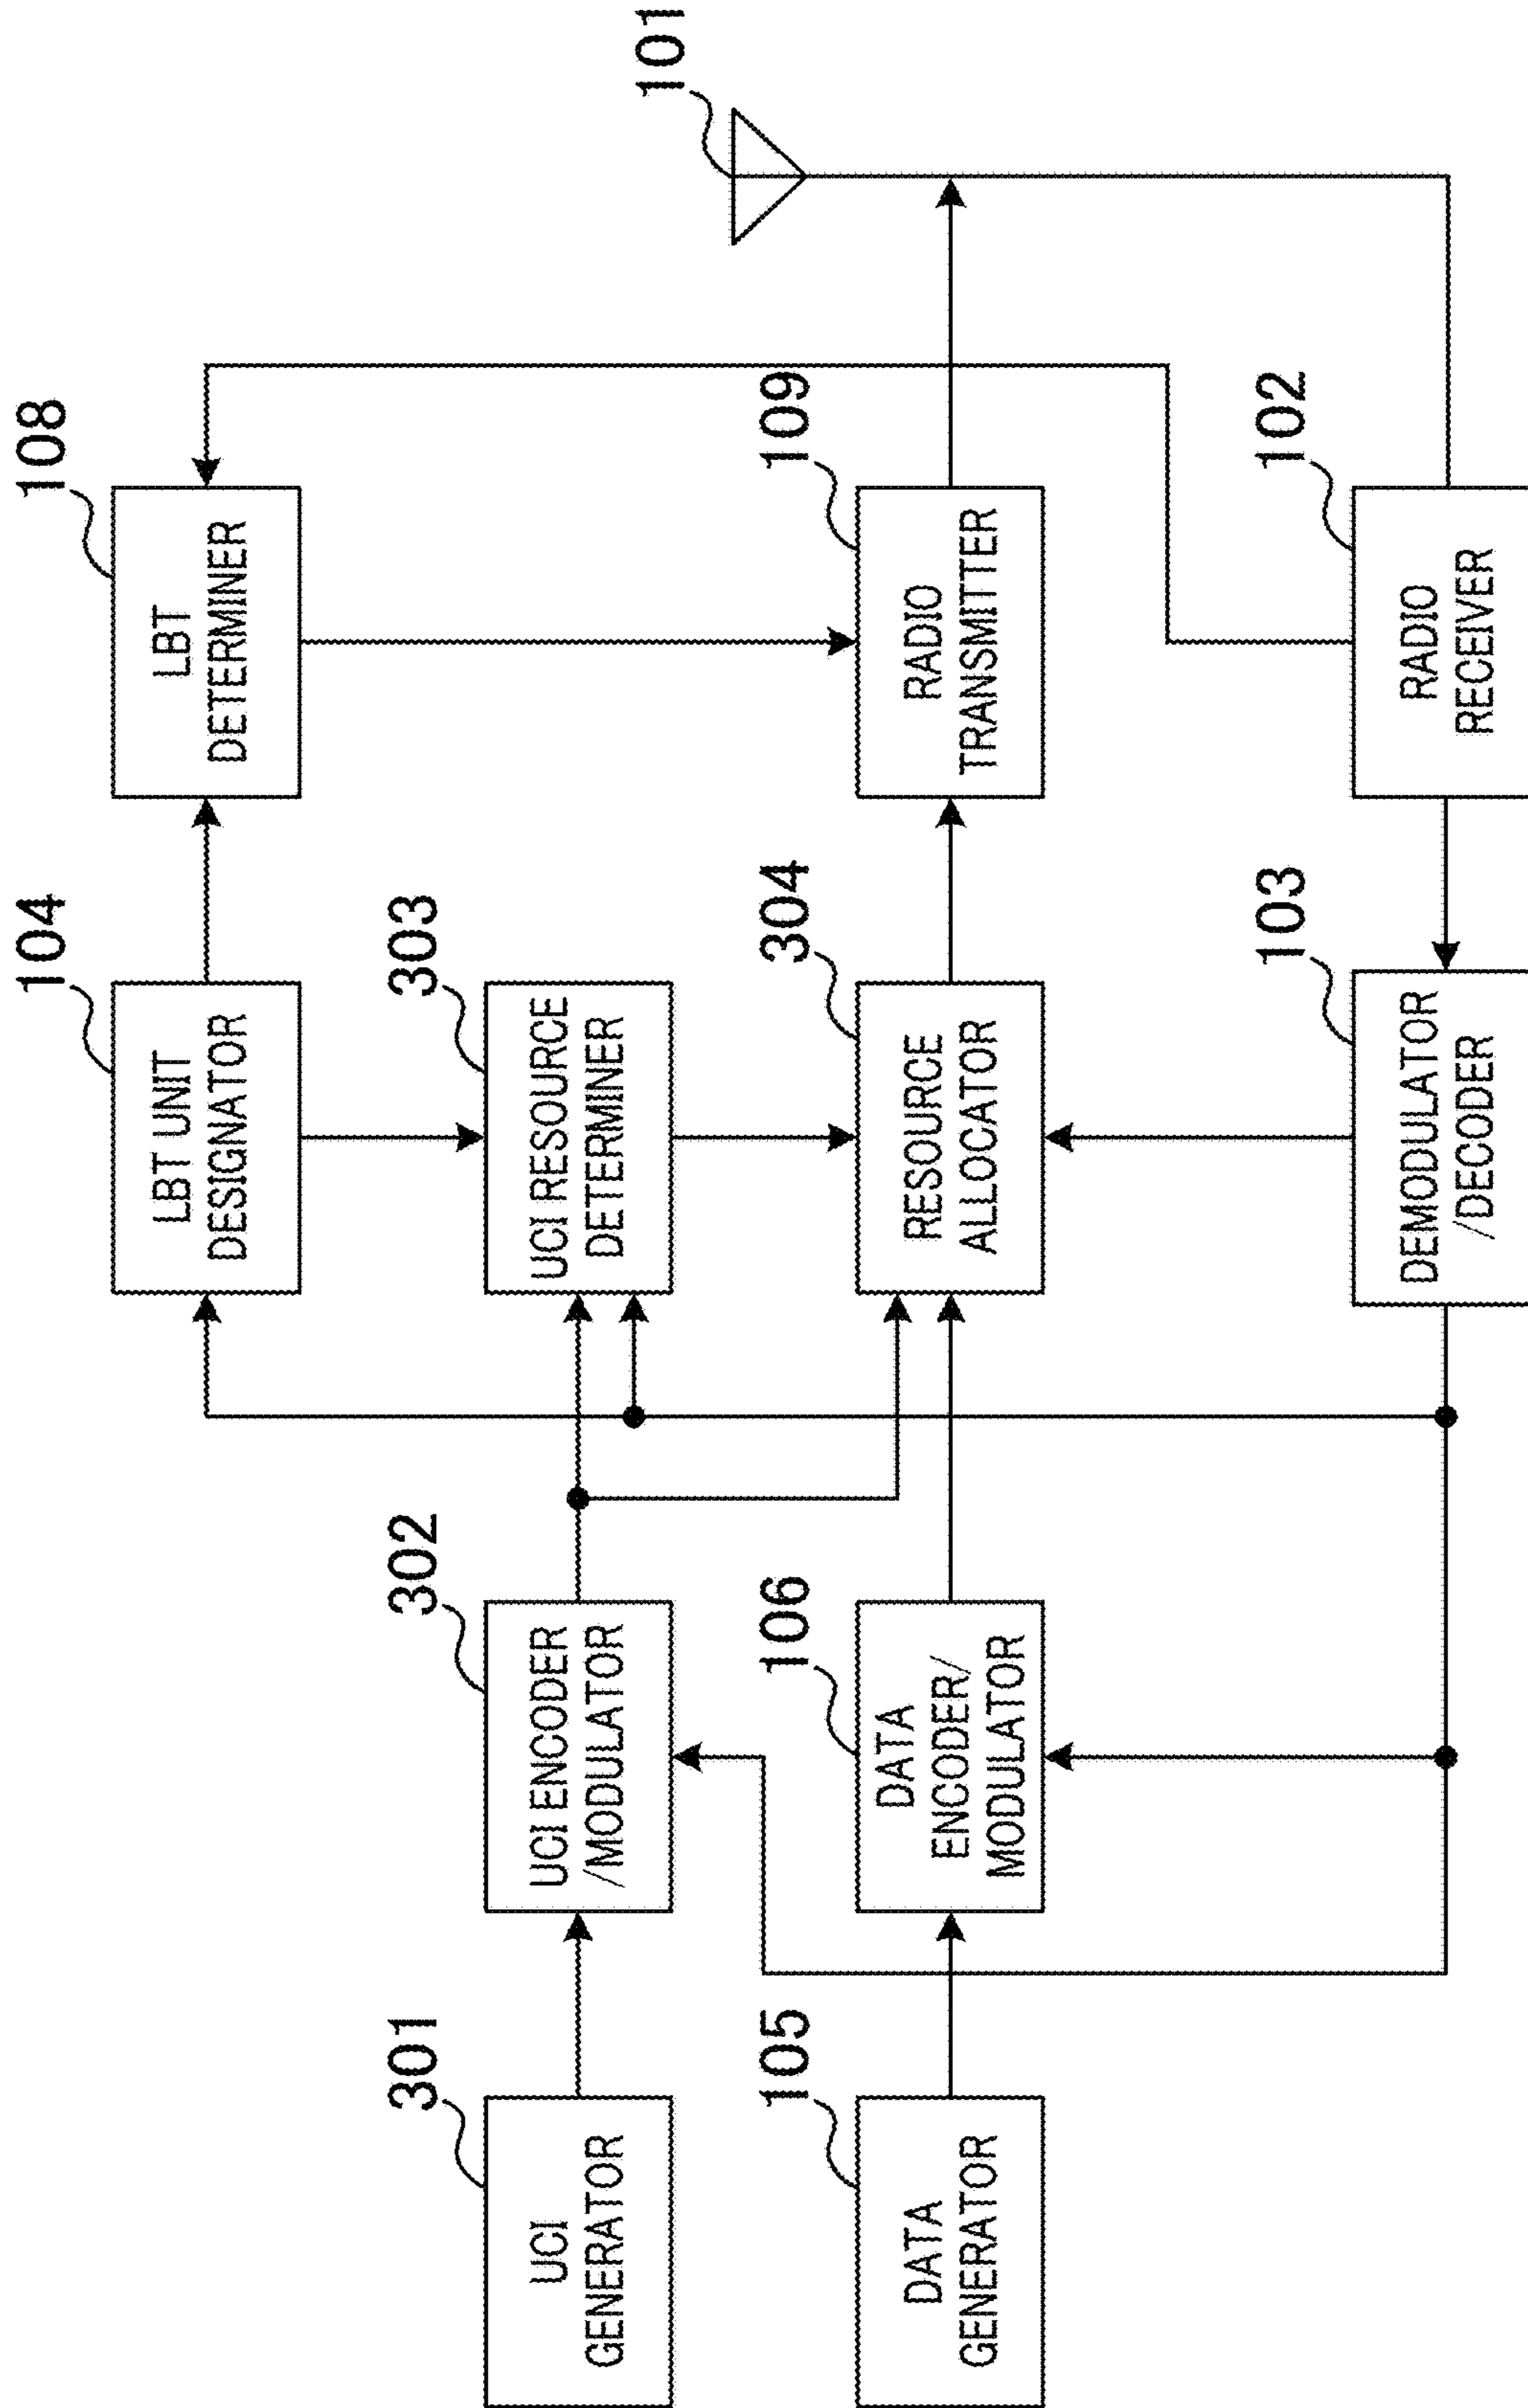 104
LBT UNIT
DESIGNATOR
108
LBT
DETERMINER
101
301
UCI
GENERATOR
302
UCI ENCODER
/MODULATOR
303
UCI RESOURCE
DETERMINER
105
DATA
GENERATOR
106
DATA
ENCODER/
MODULATOR
304
RESOURCE
ALLOCATOR
109
RADIO
TRANSMITTER
103
DEMODULATOR
/DECODER
102
RADIO
RECEIVER